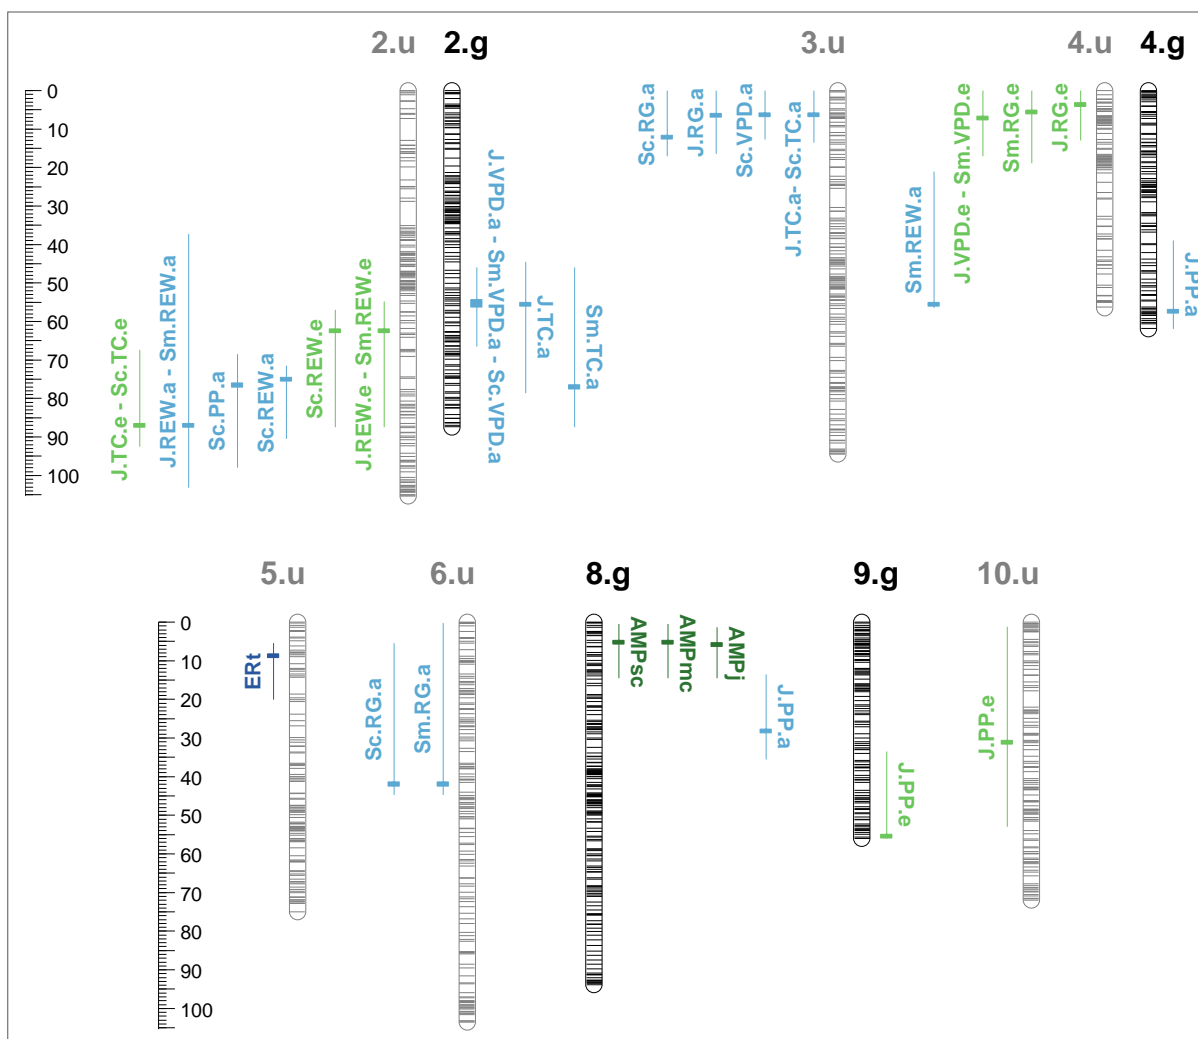 2.u 2.g 3.u 4.u 4.g
0
10
20
30
40
50
60
70
80
90
100
J.TC.e - Sc.TC.e
J.REW.a - Sm.REW.a
Sc.PP.a
Sc.REW.a
Sc.REW.e
J.REW.e - Sm.REW.e
J.VPD.a - Sm.VPD.a - Sc.VPD.a
J.TC.a
Sm.TC.a
Sc.RG.a
J.RG.a
Sc.VPD.a
J.TC.a- Sc.TC.a
Sm.REW.a
J.VPD.e - Sm.VPD.e
Sm.RG.e
J.RG.e
J.PP.a
5.u 6.u 8.g 9.g 10.u
0
10
20
30
40
50
60
70
80
90
100
ERt
Sc.RG.a
Sm.RG.a
AMPsc
AMPmc
AMPj
J.PP.a
J.PP.e
J.PP.e